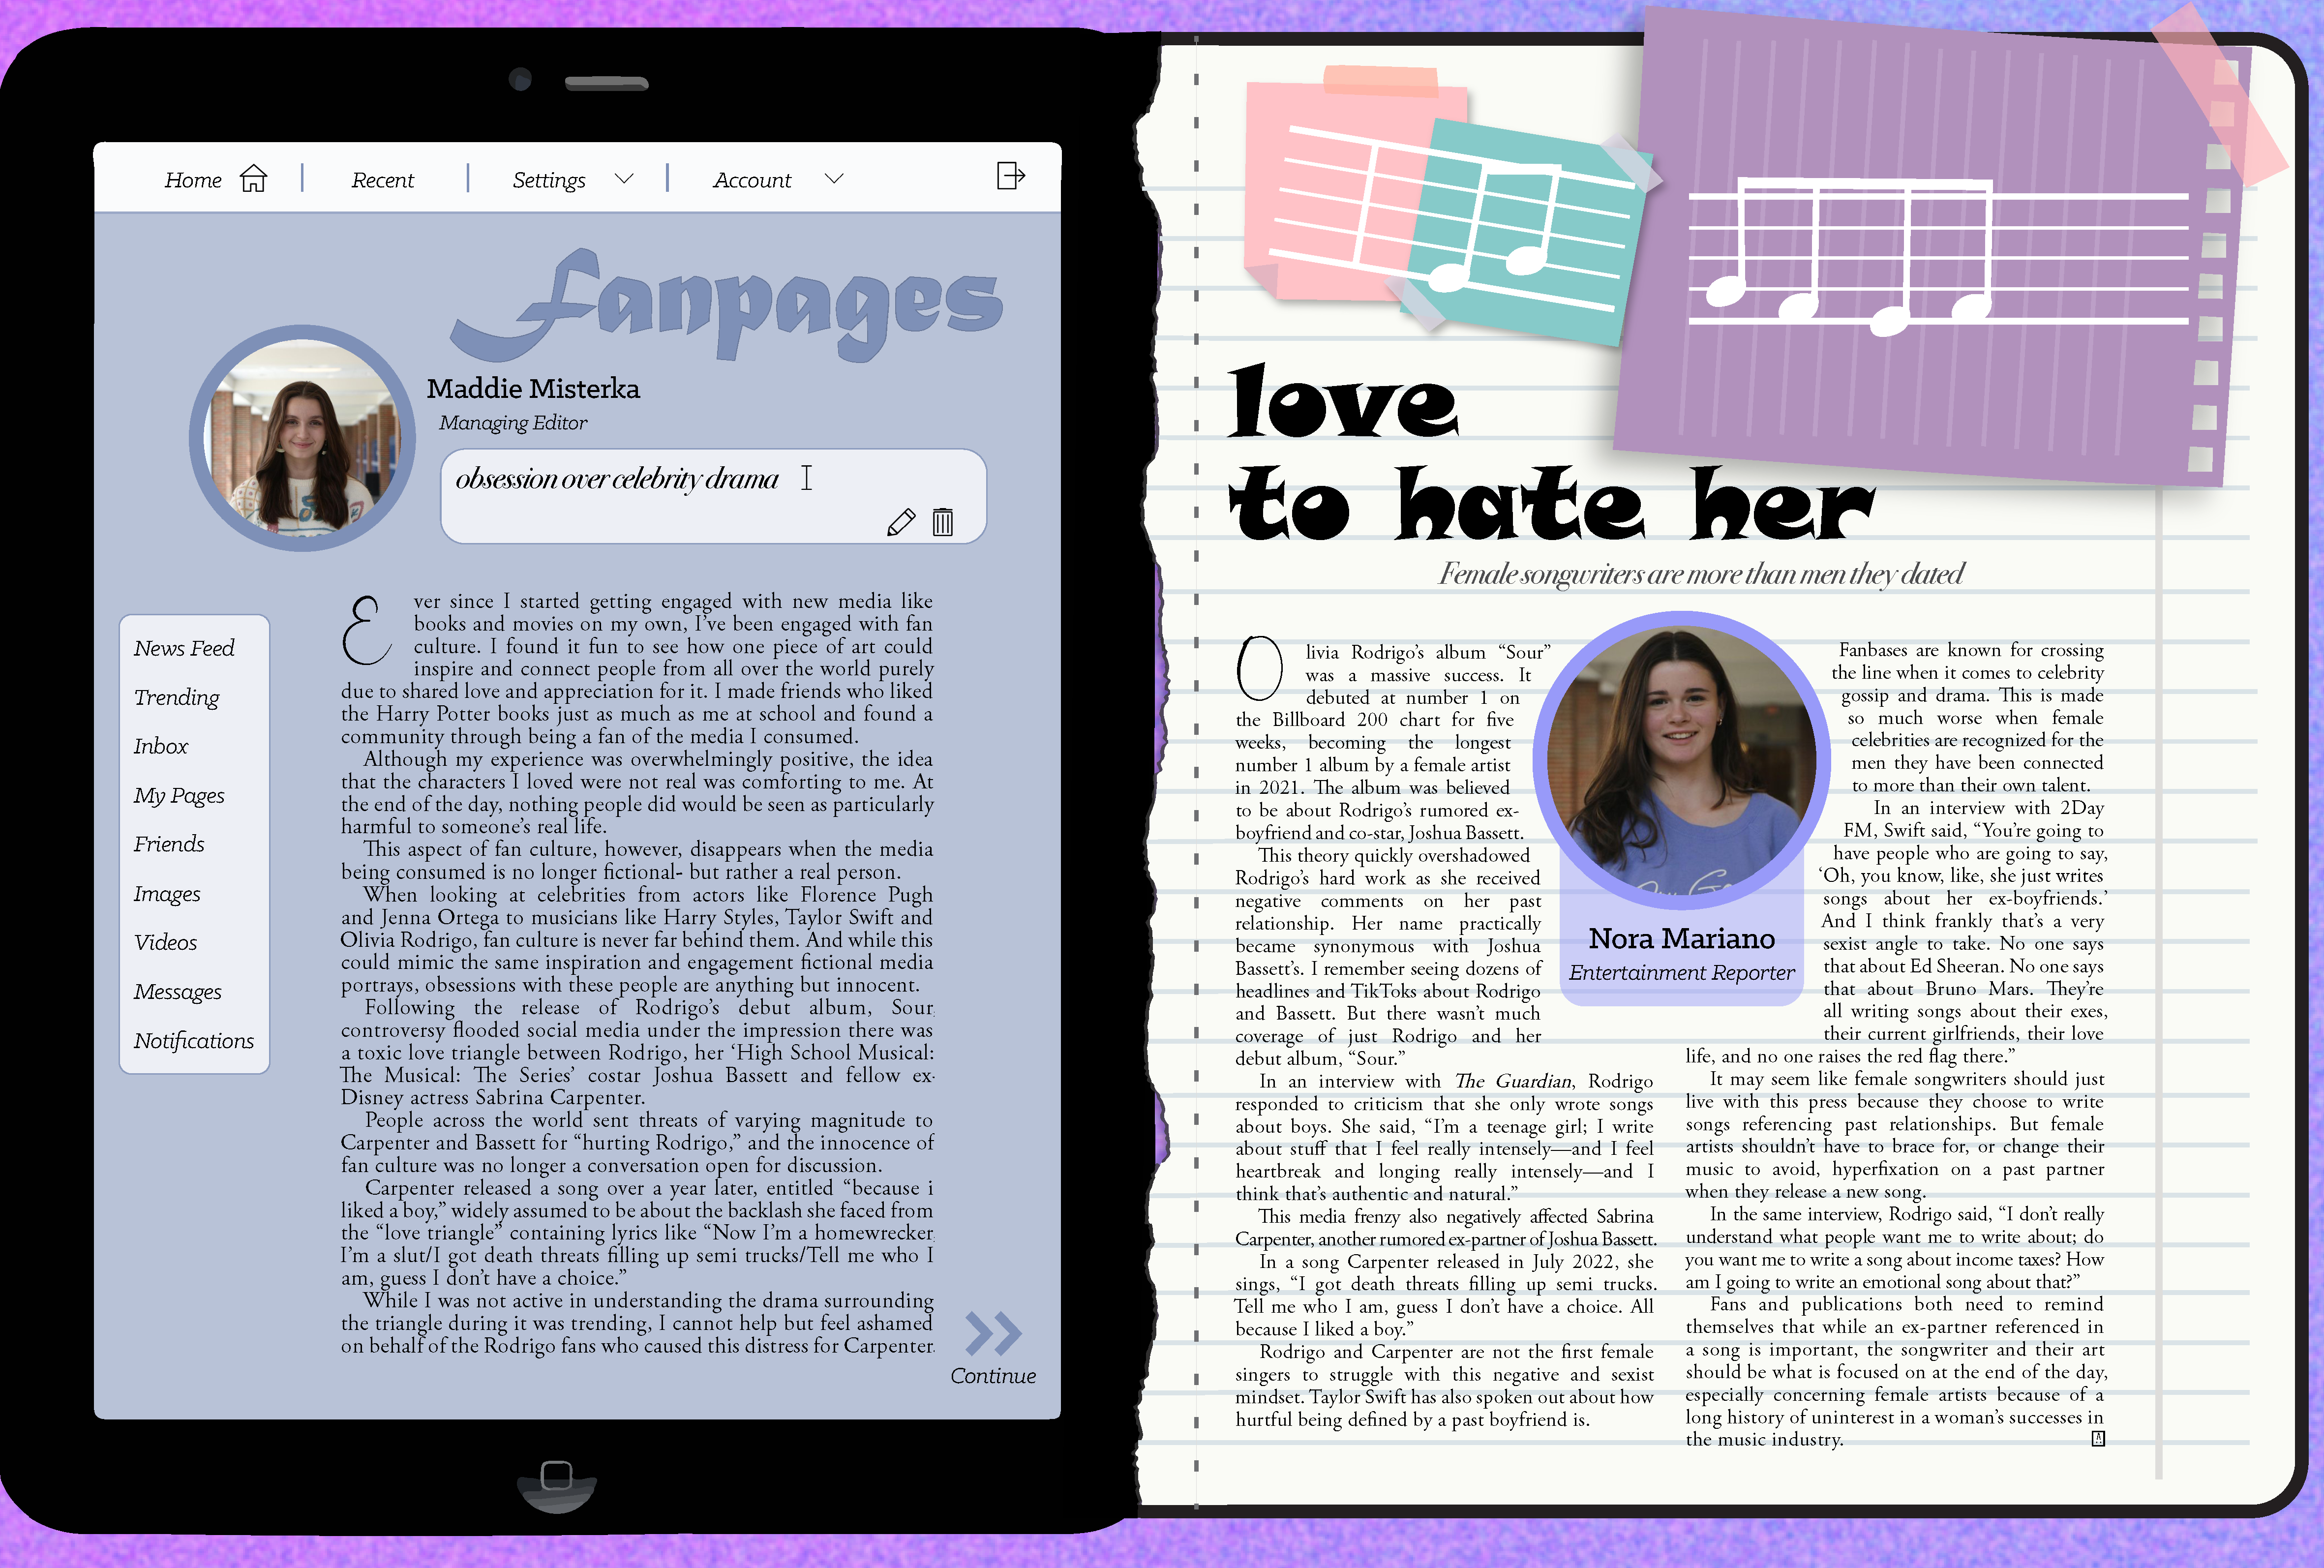 Home
Recent
Settings
Account
Fanpages
Maddie Misterka
Managing Editor
obsession over celebrity drama
News Feed
Trending
Inbox
My Pages
Friends
Images
Videos
Messages
Notifications
Ever since I started getting engaged with new media like
books and movies on my own, I've been engaged with fan
culture. I found it fun to see how one piece of art could
inspire and connect people from all over the world purely
due to shared love and appreciation for it. I made friends who liked
the Harry Potter books just as much as me at school and found a
community through being a fan of the media I consumed.
Although my experience was overwhelmingly positive, the idea
that the characters I loved were not real was comforting to me. At
the end of the day, nothing people did would be seen as particularly
harmful to someone's real life.
This aspect of fan culture, however, disappears when the media
being consumed is no longer fictional- but rather a real person.
When looking at celebrities from actors like Florence Pugh
and Jenna Ortega to musicians like Harry Styles, Taylor Swift and
Olivia Rodrigo, fan culture is never far behind them. And while this
could mimic the same inspiration and engagement fictional media
portrays, obsessions with these people are anything but innocent.
Following the release of Rodrigo's debut album, Sour,
controversy flooded social media under the impression there was
a toxic love triangle between Rodrigo, her 'High School Musical:
The Musical: The Series' costar Joshua Bassett and fellow ex-
Disney actress Sabrina Carpenter.
People across the world sent threats of varying magnitude to
Carpenter and Bassett for "hurting Rodrigo," and the innocence of
fan culture was no longer a conversation open for discussion.
Carpenter released a song over a year later, entitled "because i
liked a boy," widely assumed to be about the backlash she faced from
the "love triangle" containing lyrics like "Now I'm a homewrecker,
I'm a slut/I got death threats filling up semi trucks/Tell me who I
am, guess I don't have a choice."
While I was not active in understanding the drama surrounding
the triangle during it was trending, I cannot help but feel ashamed
on behalf of the Rodrigo fans who caused this distress for Carpenter.
Continue
love
to hate her
Female songwriters are more than men they dated
Olivia Rodrigo's album "Sour"
was a massive success. It
debuted at number 1 on
the Billboard 200 chart for five
weeks, becoming the longest
number 1 album by a female artist
in 2021. The album was believed
to be about Rodrigo's rumored ex-
boyfriend and co-star, Joshua Bassett.
This theory quickly overshadowed
Rodrigo's hard work as she received
negative comments on her past
relationship. Her name practically
became synonymous with Joshua
Bassett's. I remember seeing dozens of
headlines and TikToks about Rodrigo
and Bassett. But there wasn't much
coverage of just Rodrigo and her
debut album, "Sour."
In an interview with The Guardian, Rodrigo
responded to criticism that she only wrote songs
about boys. She said, "I'm a teenage girl; I write
about stuff that I feel really intensely—and I feel
heartbreak and longing really intensely—and I
think that's authentic and natural."
This media frenzy also negatively affected Sabrina
Carpenter, another rumored ex-partner of Joshua Bassett.
In a song Carpenter released in July 2022, she
sings, "I got death threats filling up semi trucks.
Tell me who I am, guess I don't have a choice. All
because I liked a boy."
Rodrigo and Carpenter are not the first female
singers to struggle with this negative and sexist
mindset. Taylor Swift has also spoken out about how
hurtful being defined by a past boyfriend is.
Nora Mariano
Entertainment Reporter
Fanbases are known for crossing
the line when it comes to celebrity
gossip and drama. This is made
so much worse when female
celebrities are recognized for the
men they have been connected
to more than their own talent.
In an interview with 2Day
FM, Swift said, "You're going to
have people who are going to say,
'Oh, you know, like, she just writes
songs about her ex-boyfriends.'
And I think frankly that's a very
sexist angle to take. No one says
that about Ed Sheeran. No one says
that about Bruno Mars. They're
all writing songs about their exes,
their current girlfriends, their love
life, and no one raises the red flag there."
It may seem like female songwriters should just
live with this press because they choose to write
songs referencing past relationships. But female
artists shouldn't have to brace for, or change their
music to avoid, hyperfixation on a past partner
when they release a new song.
In the same interview, Rodrigo said, "I don't really
understand what people want me to write about; do
you want me to write a song about income taxes? How
am I going to write an emotional song about that?"
Fans and publications both need to remind
themselves that while an ex-partner referenced in
a song is important, the songwriter and their art
should be what is focused on at the end of the day,
especially concerning female artists because of a
long history of uninterest in a woman's successes in
the music industry.